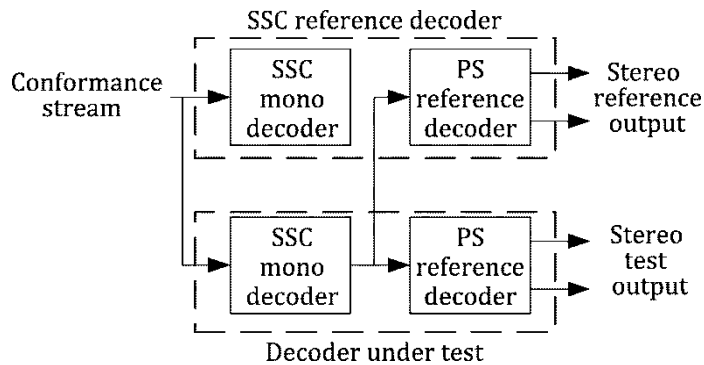 SSC reference decoder
Conformance
stream
SSC
mono
decoder
PS
reference
decoder
Stereo
reference
output
SSC
mono
decoder
PS
reference
decoder
Stereo
test
output
Decoder under test